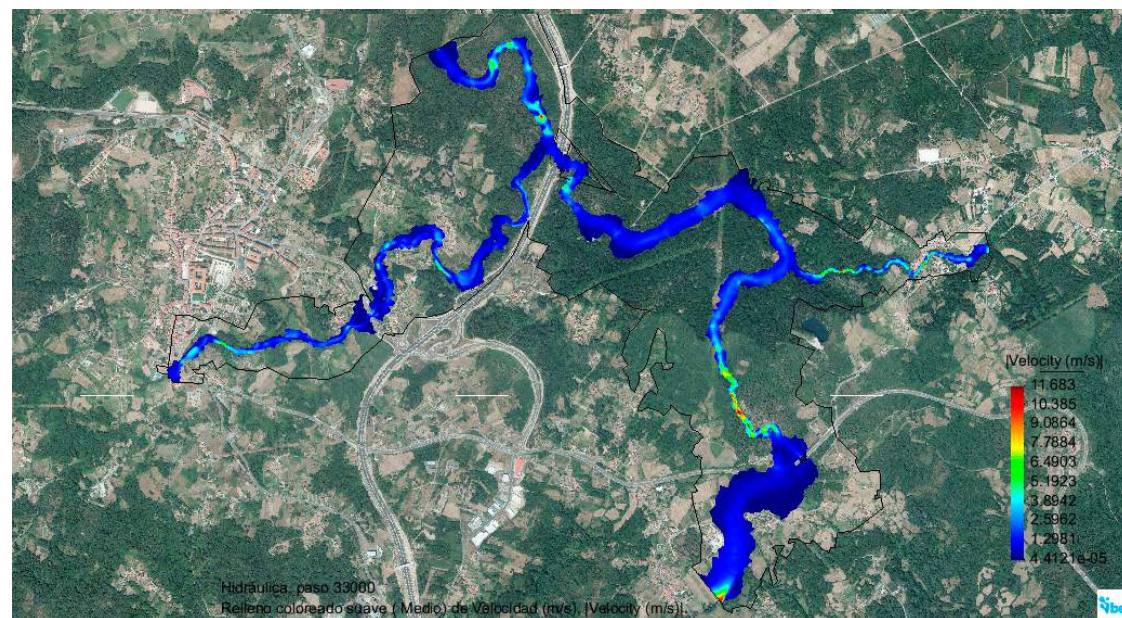 |Velocity (m/s)|
11.683
10.385
9.0864
7.7884
6.4903
5.1923
3.8942
2.5962
1.2981
4.4121e-05
Hidráulica, paso 33000
Relleno coloreado suave ( Medio) de Velocidad (m/s), |Velocity (m/s)|.